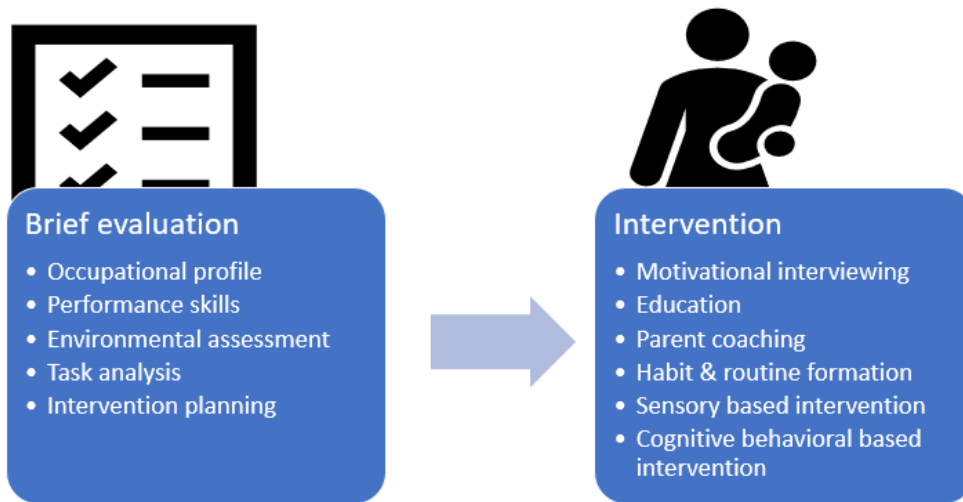 Brief evaluation
• Occupational profile
• Performance skills
• Environmental assessment
• Task analysis
• Intervention planning
Intervention
• Motivational interviewing
• Education
• Parent coaching
• Habit & routine formation
• Sensory based intervention
• Cognitive behavioral based
intervention